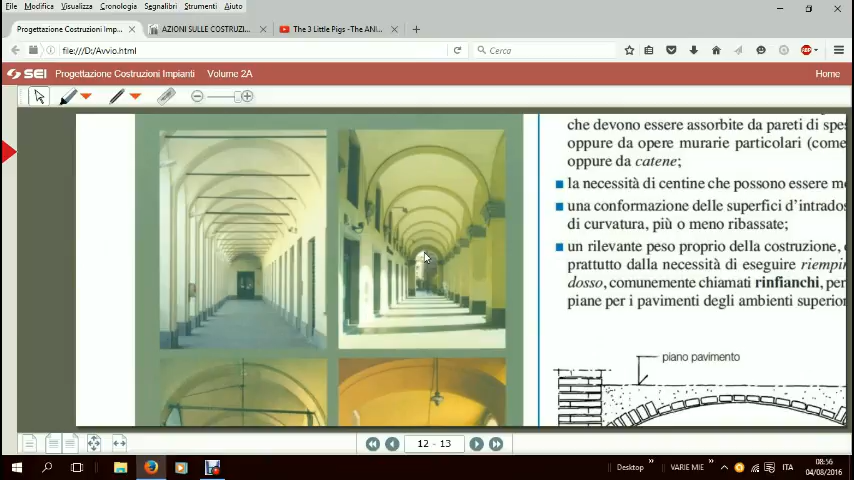 File Modifica Visualizza Cronologia Segnalibri Strumenti Aiuto
Progettazione Costruzioni Imp...
AZIONI SULLE COSTRUZI...
The 3 Little Pigs -The ANI...
file:///D:/Avvio.html
Cerca
ABP
SEI Progettazione Costruzioni Impianti Volume 2A
Home
che devono essere assorbite da pareti di spes
oppure da opere murarie particolari (come
oppure da catene;
la necessità di centine che possono essere m
una conformazione delle superfici d'intrados
di curvatura, più o meno ribassate;
un rilevante peso proprio della costruzione,
prattutto dalla necessità di eseguire riempin
dosso, comunemente chiamati rinfianchi, per
piane per i pavimenti degli ambienti superior
piano pavimento
12 - 13
Desktop
VARIE MIE
ITA
08:56
04/08/2016